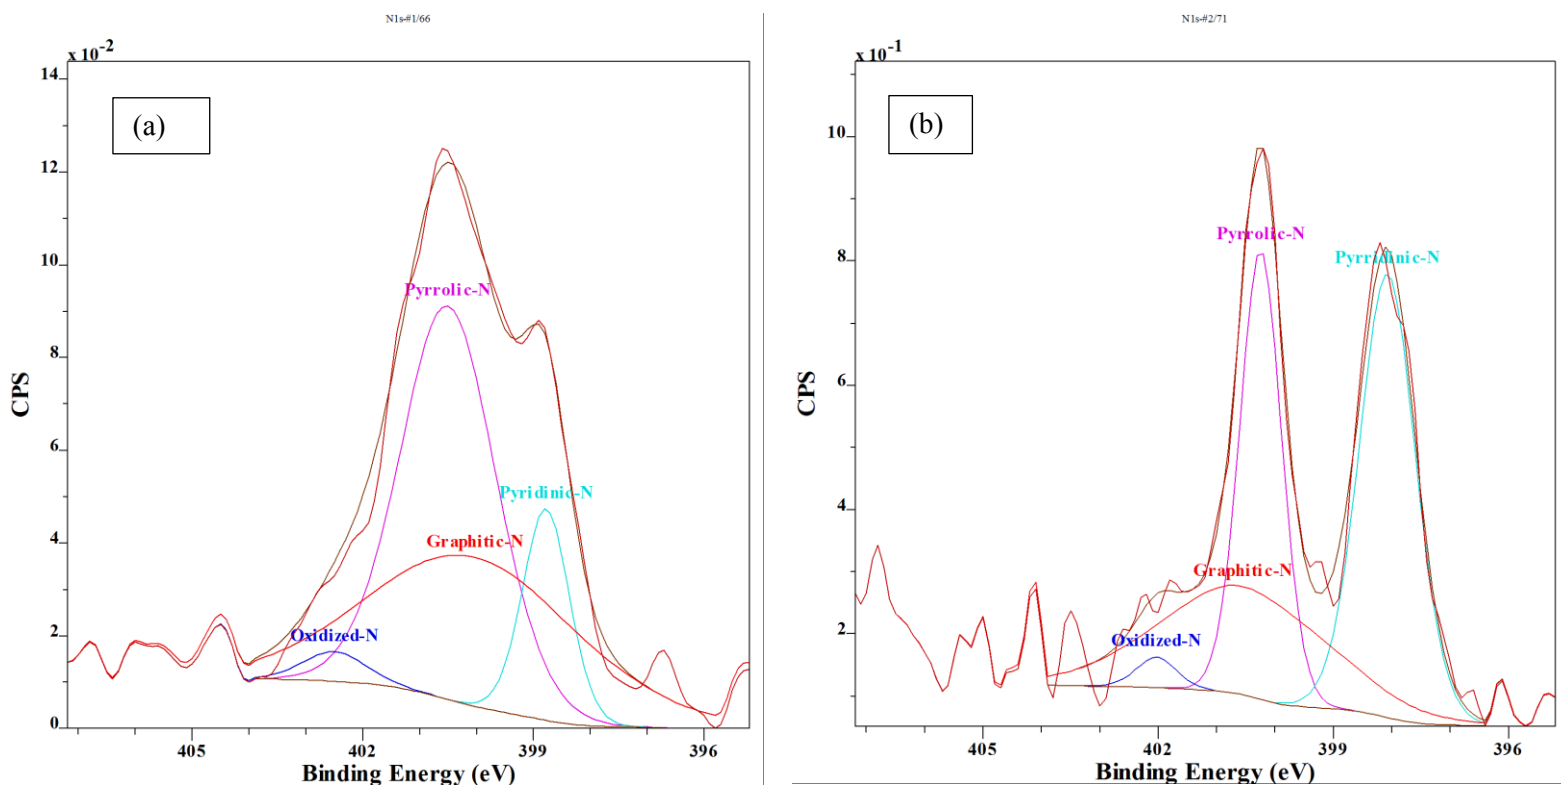 N1s-#1/66
x 10-2
(a)
14
12
10
8
6
4
2
0
CPS
Pyrrolic-N
Pyridinic-N
Graphitic-N
Oxidized-N
405
402
399
396
Binding Energy (eV)
N1s-#2/71
x 10-1
(b)
10
8
6
4
2
CPS
Pyrrolic-N
Pyrridinic-N
Graphitic-N
Oxidized-N
405
402
399
396
Binding Energy (eV)